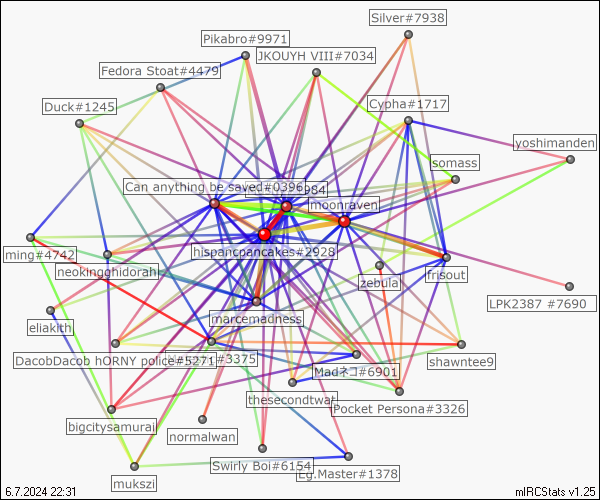 Silver#7938
Pikabro#9971
JKOUYH VIII#7034
Fedora Stoat#4479
Duck#1245
Cypha#1717
yoshimanden
somass
Can anything be saved#0396
984
moonraven
ming#4742
hispancpancakes#2928
neokingghidorah
frisout
zebula
LPK2387 #7690
marcemadness
eliakith
DacobDacob hORNY police#5271
#3375
shawntee9
Madネコ#6901
thesecondtwat
Pocket Persona#3326
bigcitysamurai
normalwan
Swirly Boi#6154
Eg.Master#1378
mukszi
6.7.2024 22:31
mIRCStats v1.25